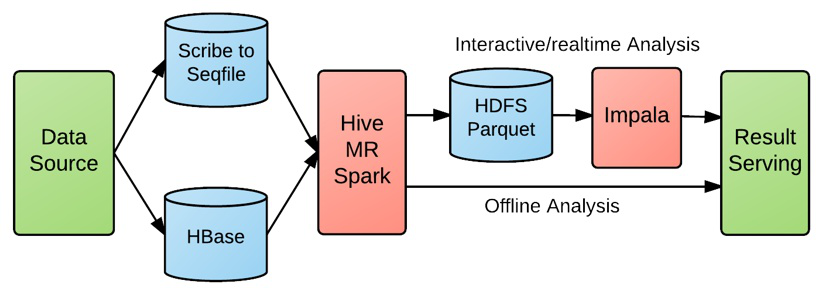 Data
Source
Scribe to
Seqfile
HBase
Hive
MR
Spark
Interactive/realtime Analysis
HDFS
Parquet
Impala
Offline Analysis
Result
Serving